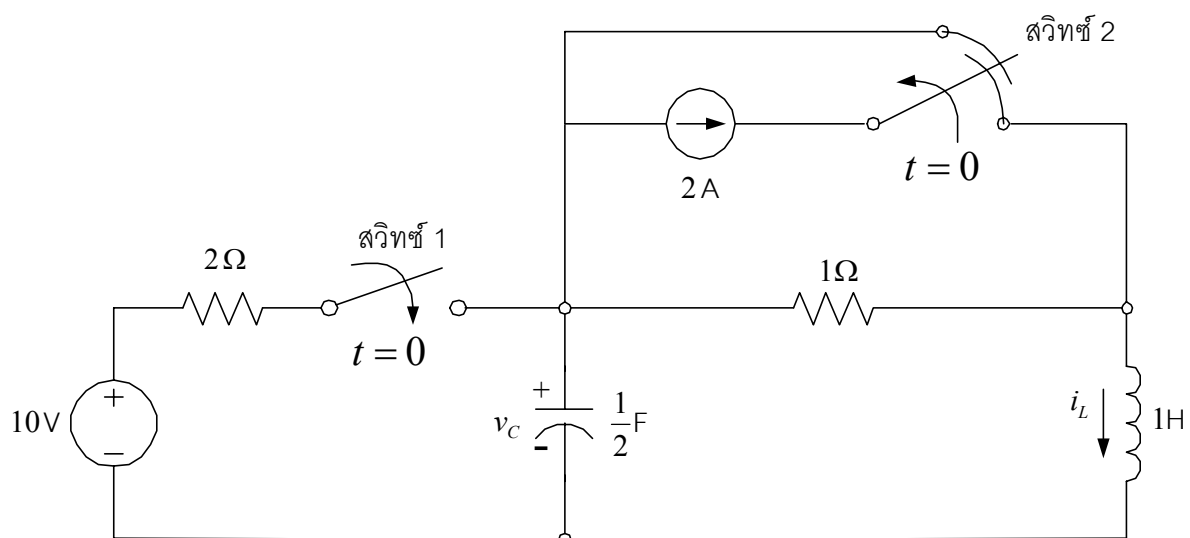 สวิทซ์ 2
2A
t = 0
สวิทซ์ 1
2Ω
1Ω
t = 0
10V
+
−
+
v_C
-
1/2 F
i_L
1H